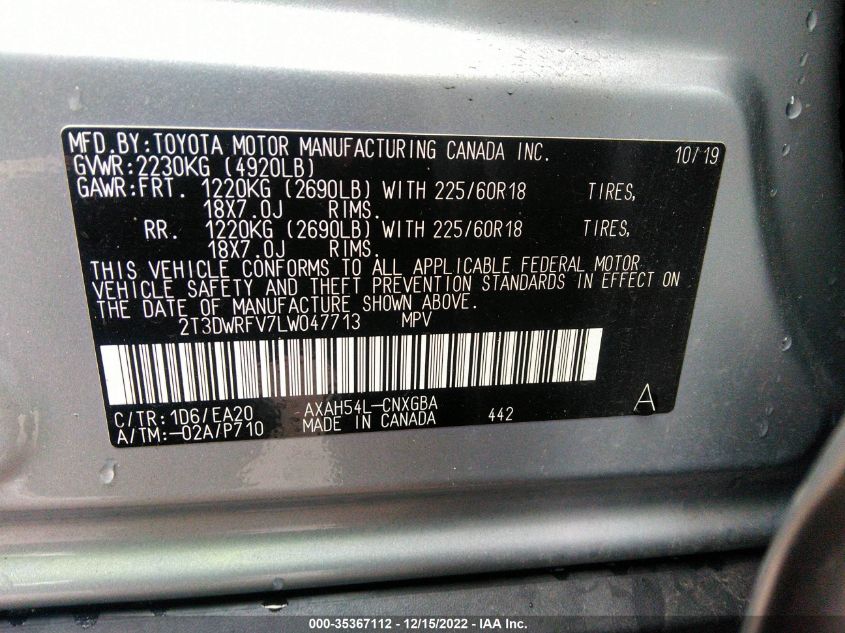 MFD.BY:TOYOTA MOTOR MANUFACTURING CANADA INC. 10/19
GVWR:2230KG (4920LB)
GAWR:FRT. 1220KG (2690LB) WITH 225/60R18 TIRES,
18X7.0J RIMS.
RR. 1220KG (2690LB) WITH 225/60R18 TIRES,
18X7.0J RIMS.
THIS VEHICLE CONFORMS TO ALL APPLICABLE FEDERAL MOTOR
VEHICLE SAFETY AND THEFT PREVENTION STANDARDS IN EFFECT ON
THE DATE OF MANUFACTURE SHOWN ABOVE.
2T3DWRFV7LW047713 MPV
C/TR:1D6/EA20 AXAH54L-CNXGBA 442 A
A/TM:-02A/P710 MADE IN CANADA
000-35367112 - 12/15/2022 - IAA Inc.